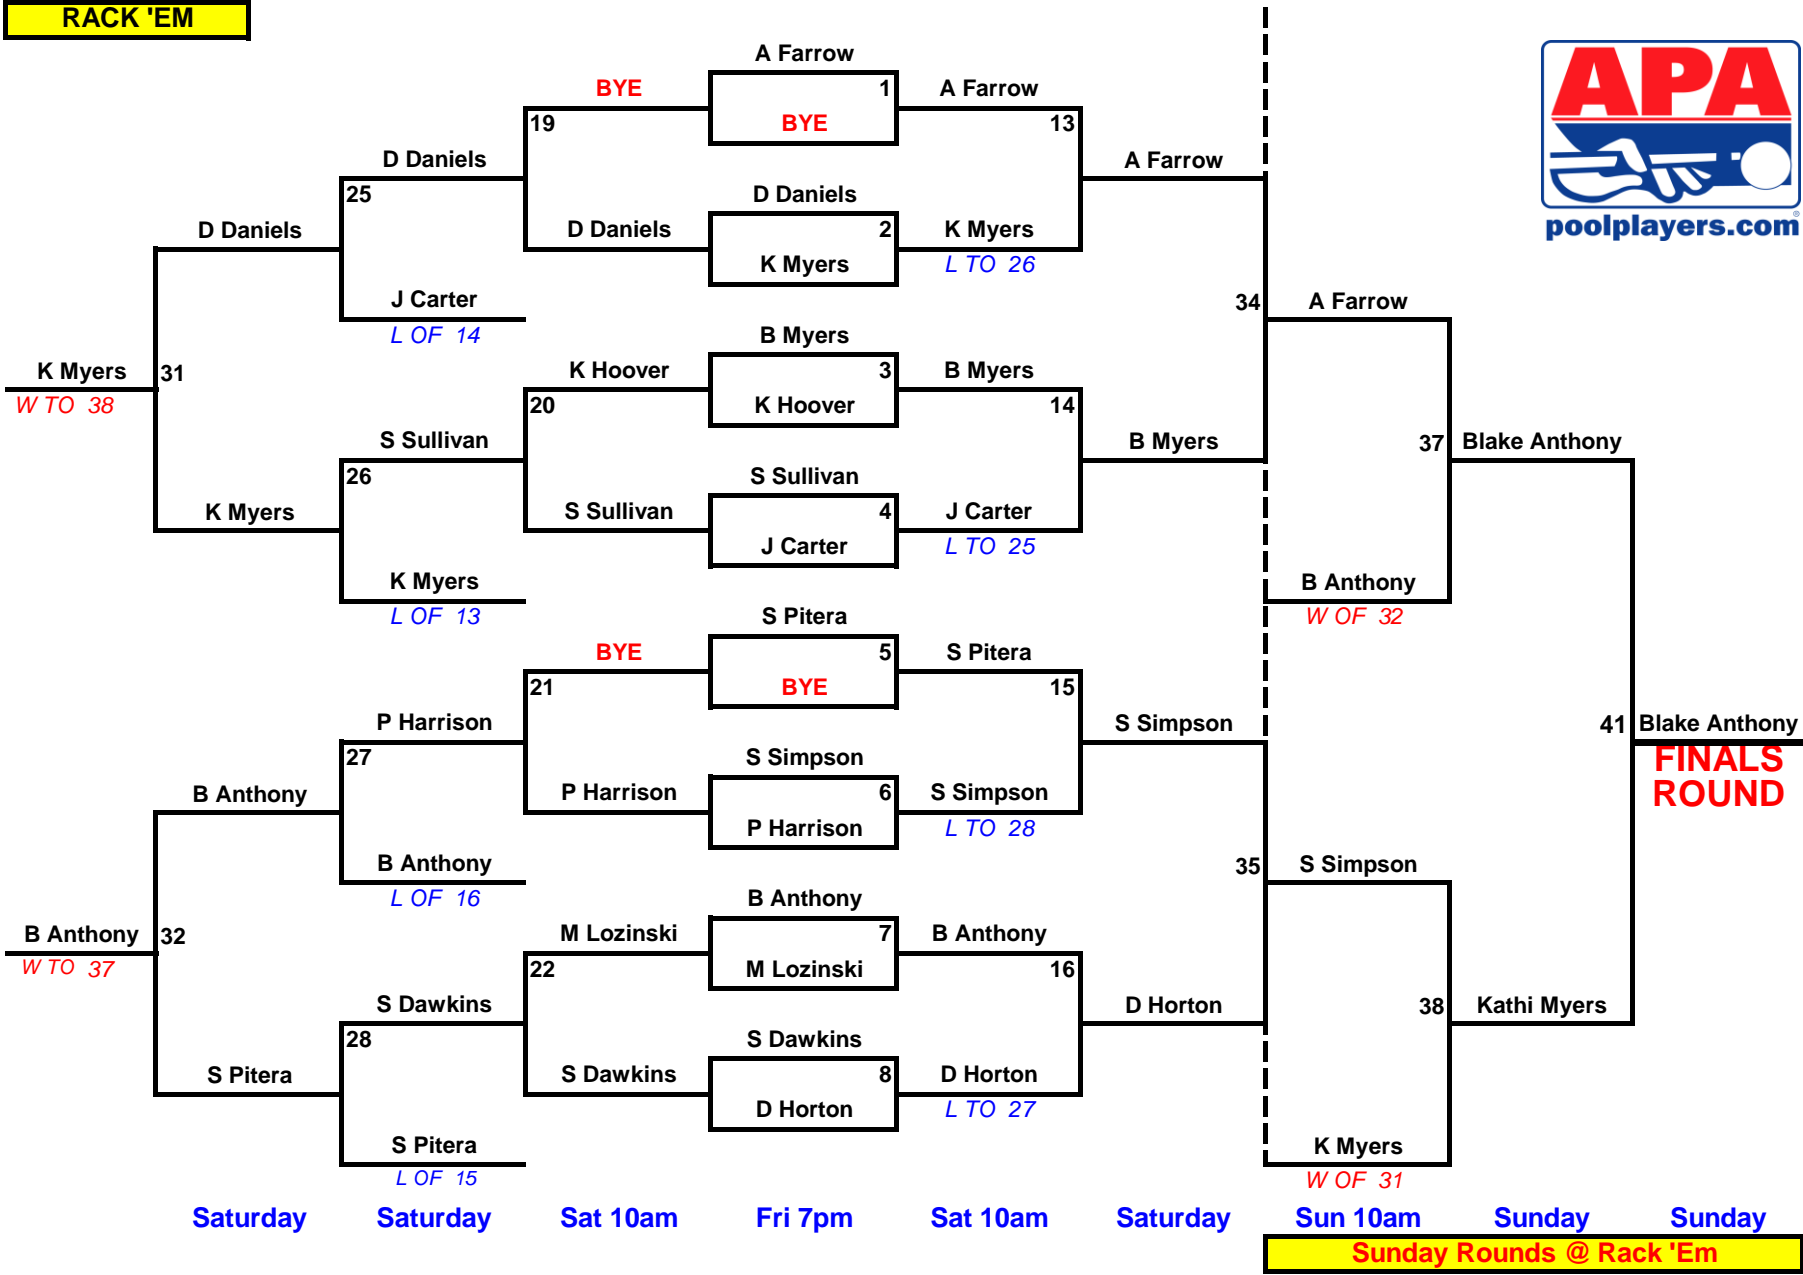 RACK 'EM
A Farrow
BYE
1
A Farrow
19
BYE
13
D Daniels
A Farrow
25
D Daniels
D Daniels
D Daniels
2
K Myers
K Myers
L TO 26
J Carter
L OF 14
34
A Farrow
B Myers
K Myers
31
K Hoover
3
B Myers
W TO 38
20
K Hoover
14
S Sullivan
B Myers
37
Blake Anthony
26
S Sullivan
K Myers
S Sullivan
4
J Carter
J Carter
L TO 25
K Myers
L OF 13
B Anthony
W OF 32
S Pitera
BYE
5
S Pitera
21
BYE
15
P Harrison
S Simpson
41
Blake Anthony
27
S Simpson
FINALS
ROUND
B Anthony
P Harrison
6
S Simpson
P Harrison
L TO 28
B Anthony
L OF 16
35
S Simpson
B Anthony
B Anthony
32
M Lozinski
7
B Anthony
W TO 37
22
M Lozinski
16
S Dawkins
D Horton
38
Kathi Myers
28
S Dawkins
S Pitera
S Dawkins
8
D Horton
D Horton
L TO 27
S Pitera
L OF 15
K Myers
W OF 31
Saturday
Saturday
Sat 10am
Fri 7pm
Sat 10am
Saturday
Sun 10am
Sunday
Sunday
Sunday Rounds @ Rack 'Em
APA
poolplayers.com
®